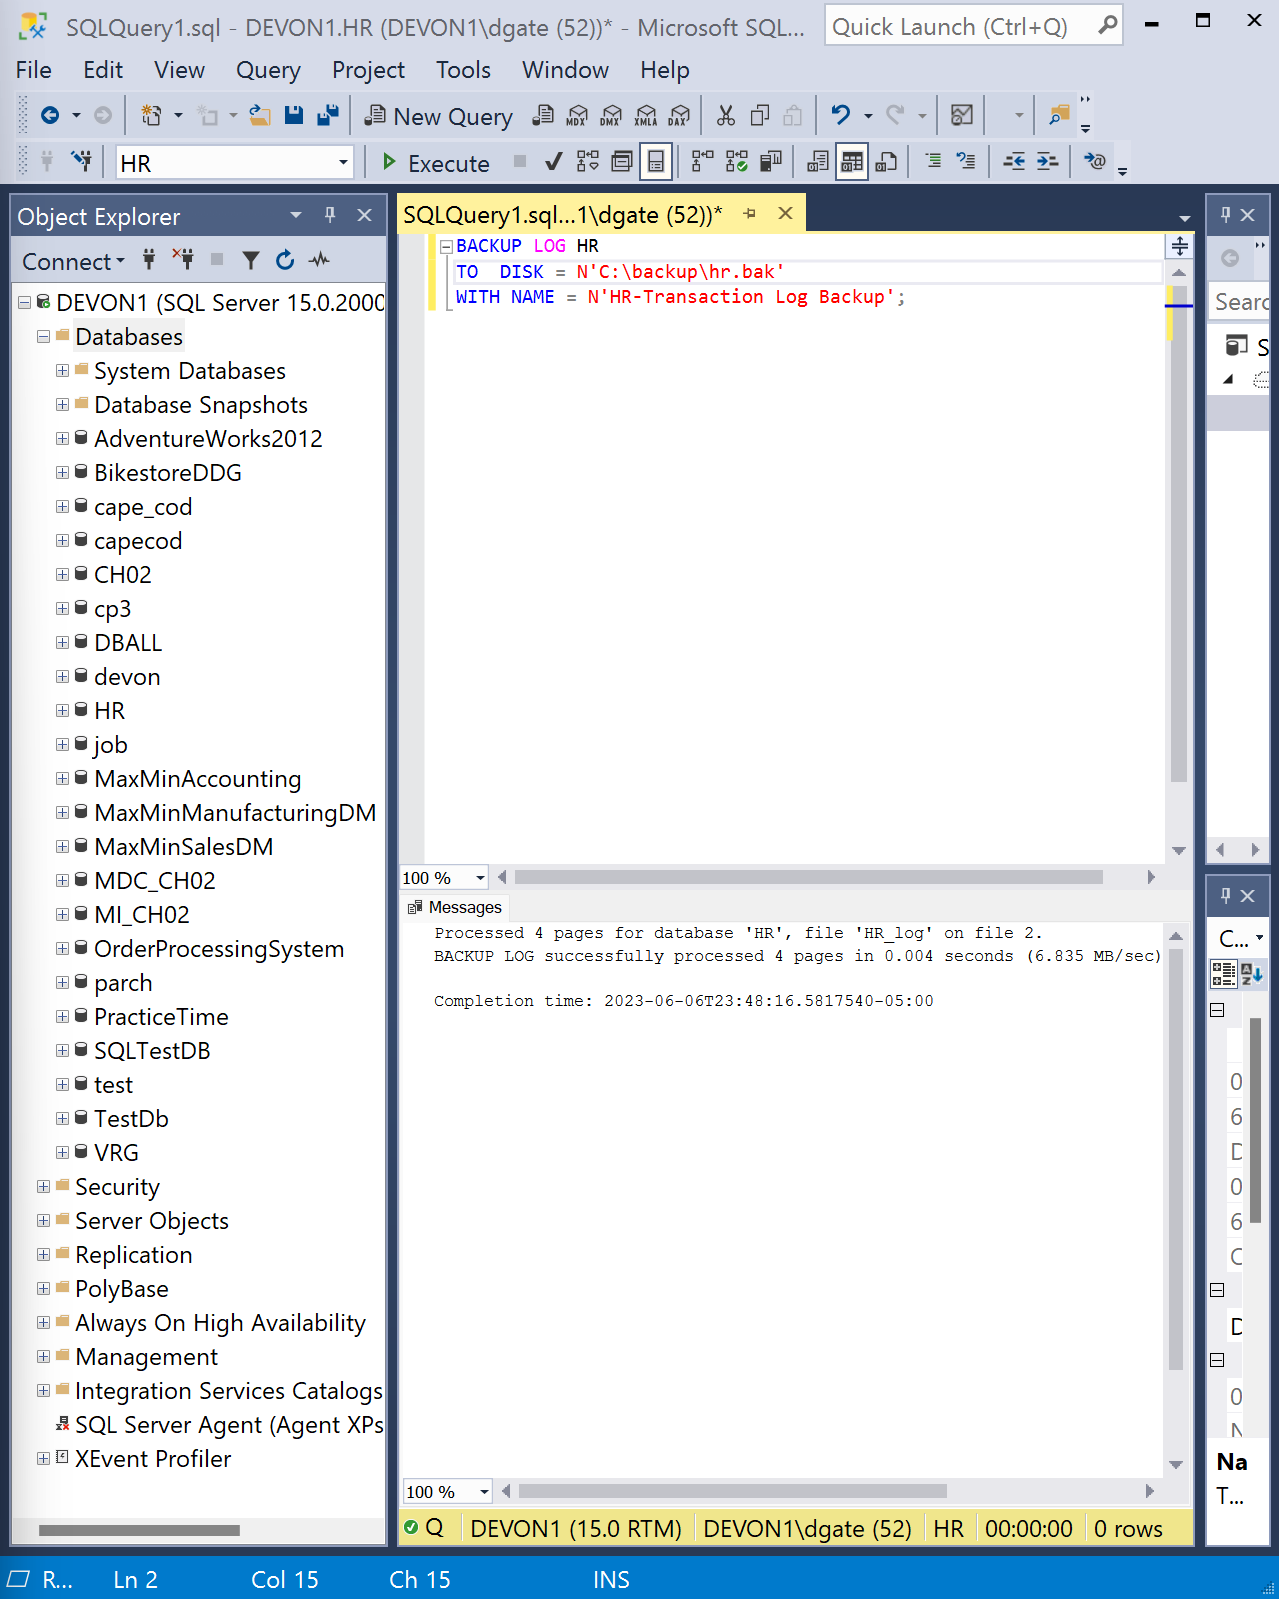 SQLQuery1.sql - DEVON1.HR (DEVON1\dgate (52))* - Microsoft SQL...
Quick Launch (Ctrl+Q)
File Edit View Query Project Tools Window Help
New Query MDX DMX XMLA DAX
HR Execute
Object Explorer
Connect
DEVON1 (SQL Server 15.0.2000
Databases
System Databases
Database Snapshots
AdventureWorks2012
BikestoreDDG
cape_cod
capecod
CH02
cp3
DBALL
devon
HR
job
MaxMinAccounting
MaxMinManufacturingDM
MaxMinSalesDM
MDC_CH02
MI_CH02
OrderProcessingSystem
parch
PracticeTime
SQLTestDB
test
TestDb
VRG
Security
Server Objects
Replication
PolyBase
Always On High Availability
Management
Integration Services Catalogs
SQL Server Agent (Agent XPs
XEvent Profiler
SQLQuery1.sql...1\dgate (52))*
BACKUP LOG HR
TO DISK = N'C:\backup\hr.bak'
WITH NAME = N'HR-Transaction Log Backup';
100 %
Messages
Processed 4 pages for database 'HR', file 'HR_log' on file 2.
BACKUP LOG successfully processed 4 pages in 0.004 seconds (6.835 MB/sec)
Completion time: 2023-06-06T23:48:16.5817540-05:00
100 %
Q DEVON1 (15.0 RTM) DEVON1\dgate (52) HR 00:00:00 0 rows
Searc
S
C...
0
6
D
0
6
C
D
0
N
Na
T...
R... Ln 2 Col 15 Ch 15 INS